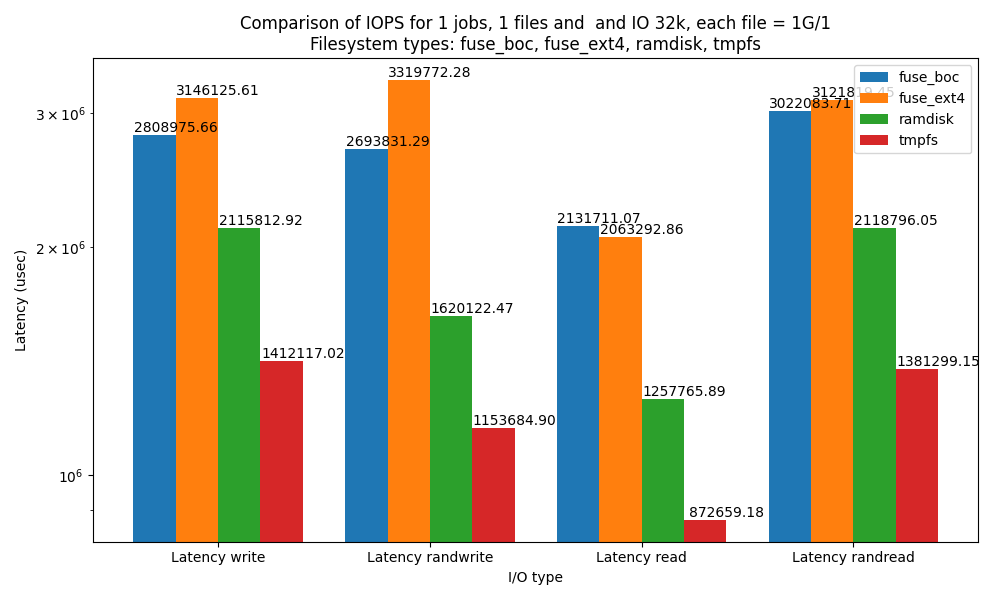 Comparison of IOPS for 1 jobs, 1 files and  and IO 32k, each file = 1G/1
Filesystem types: fuse_boc, fuse_ext4, ramdisk, tmpfs
fuse_boc
fuse_ext4
ramdisk
tmpfs
Latency (usec)
3 × 10⁶
2 × 10⁶
10⁶
2808975.66
3146125.61
2115812.92
1412117.02
2693831.29
3319772.28
1620122.47
1153684.90
2131711.07
2063292.86
1257765.89
872659.18
3022083.71
3121819.45
2118796.05
1381299.15
Latency write
Latency randwrite
Latency read
Latency randread
I/O type